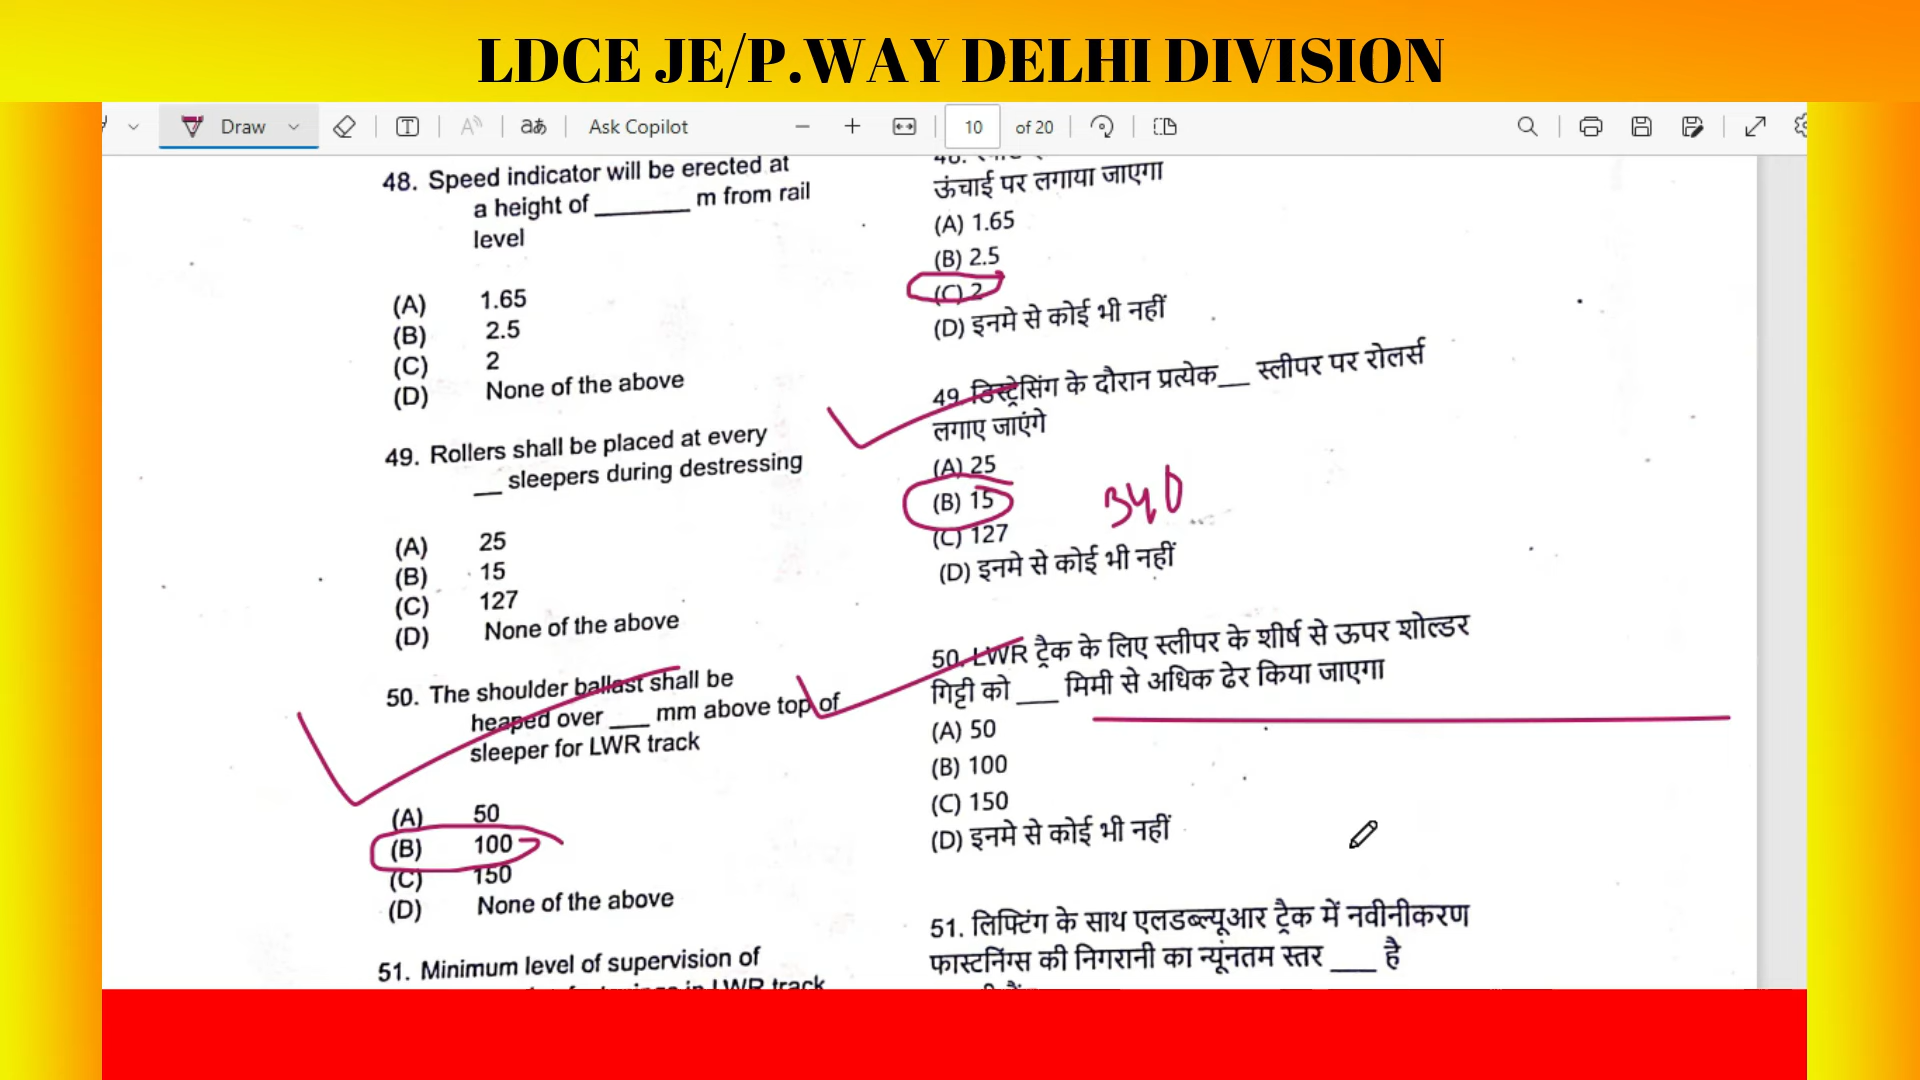 LDCE JE/P.WAY DELHI DIVISION
Draw
Ask Copilot
10 of 20
48. Speed indicator will be erected at
a height of ________ m from rail
level
(A) 1.65
(B) 2.5
(C) 2
(D) None of the above
49. Rollers shall be placed at every
__ sleepers during destressing
(A) 25
(B) 15
(C) 127
(D) None of the above
50. The shoulder ballast shall be
heaped over ___ mm above top of
sleeper for LWR track
(A) 50
(B) 100
(C) 150
(D) None of the above
51. Minimum level of supervision of
in LWR track
ऊंचाई पर लगाया जाएगा
(A) 1.65
(B) 2.5
(C) 2
(D) इनमे से कोई भी नहीं
49. डिस्ट्रेसिंग के दौरान प्रत्येक__ स्लीपर पर रोलर्स
लगाए जाएंगे
(A) 25
(B) 15
340
(C) 127
(D) इनमे से कोई भी नहीं
50. LWR ट्रैक के लिए स्लीपर के शीर्ष से ऊपर शोल्डर
गिट्टी को ___ मिमी से अधिक ढेर किया जाएगा
(A) 50
(B) 100
(C) 150
(D) इनमे से कोई भी नहीं
51. लिफ्टिंग के साथ एलडब्ल्यूआर ट्रैक में नवीनीकरण
फास्टनिंग्स की निगरानी का न्यूंनतम स्तर ___ है